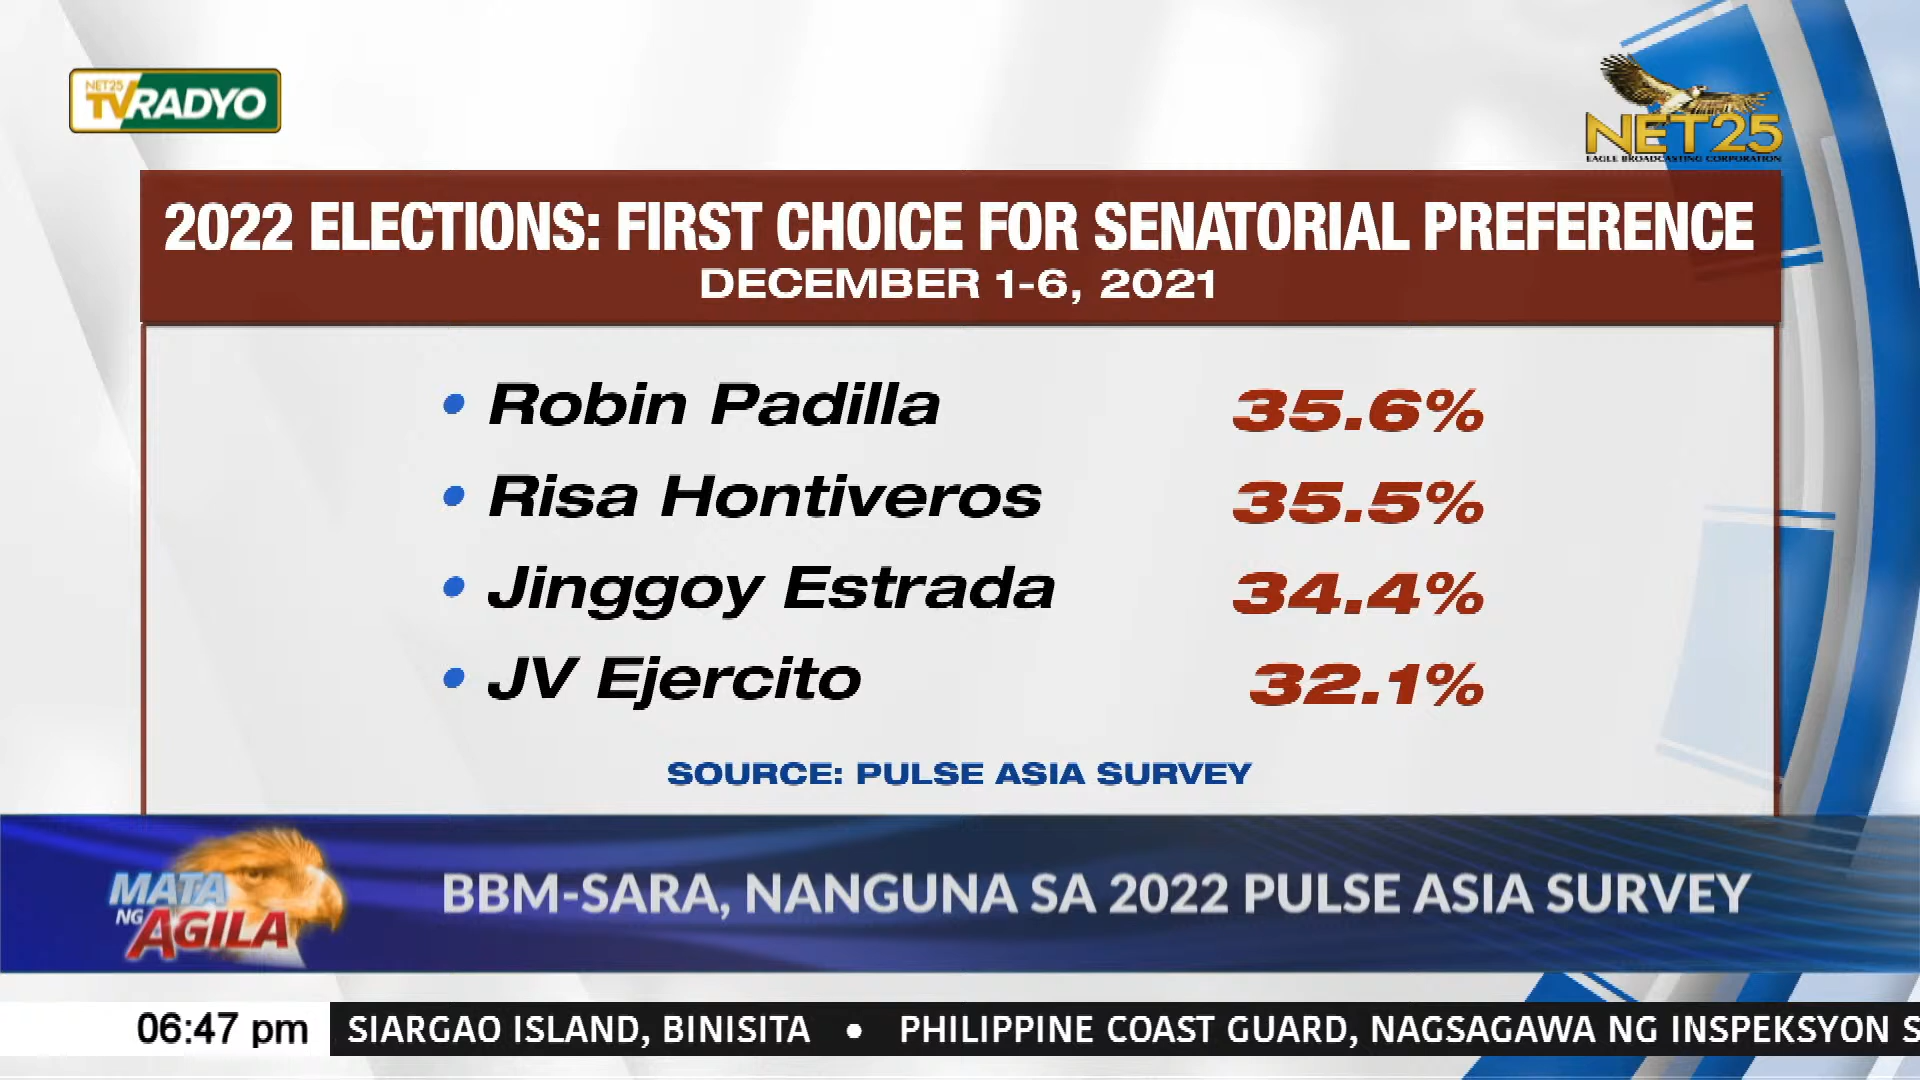 NET25
TVRADYO
NET25
EAGLE BROADCASTING CORPORATION
2022 ELECTIONS: FIRST CHOICE FOR SENATORIAL PREFERENCE
DECEMBER 1-6, 2021
• Robin Padilla 35.6%
• Risa Hontiveros 35.5%
• Jinggoy Estrada 34.4%
• JV Ejercito 32.1%
SOURCE: PULSE ASIA SURVEY
MATA
NG AGILA
BBM-SARA, NANGUNA SA 2022 PULSE ASIA SURVEY
06:47 pm SIARGAO ISLAND, BINISITA • PHILIPPINE COAST GUARD, NAGSAGAWA NG INSPEKSYON S